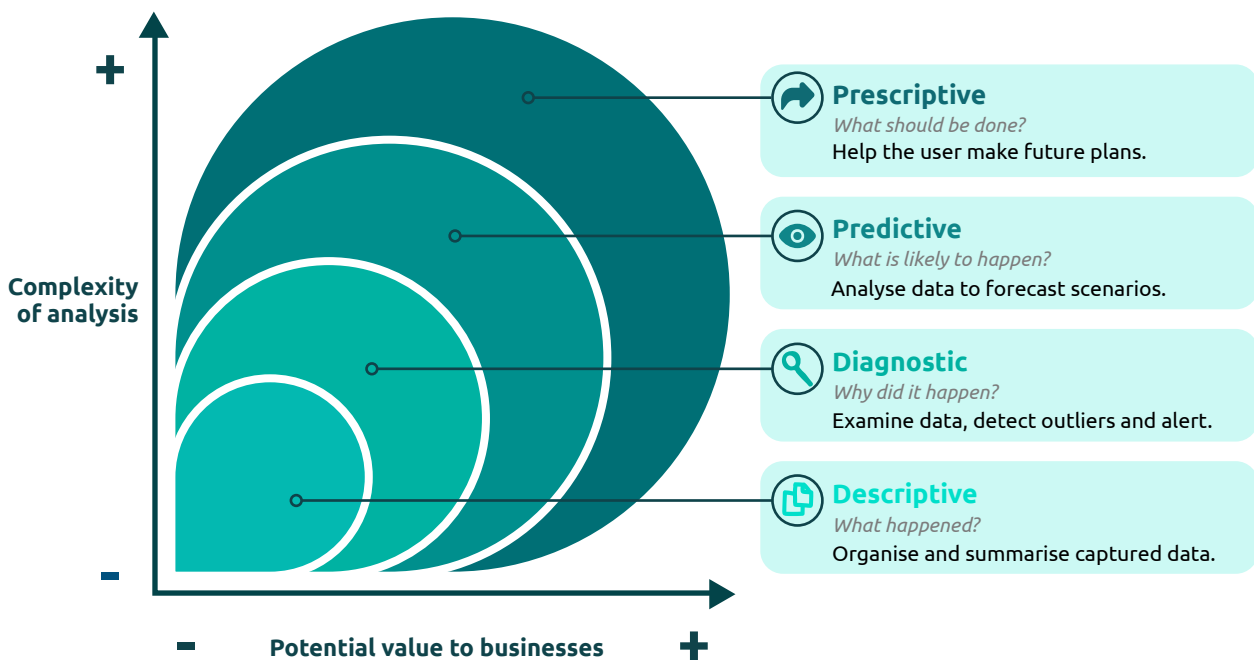 +
Prescriptive
What should be done?
Help the user make future plans.
Predictive
What is likely to happen?
Analyse data to forecast scenarios.
Complexity
of analysis
Diagnostic
Why did it happen?
Examine data, detect outliers and alert.
Descriptive
What happened?
Organise and summarise captured data.
-
- Potential value to businesses +